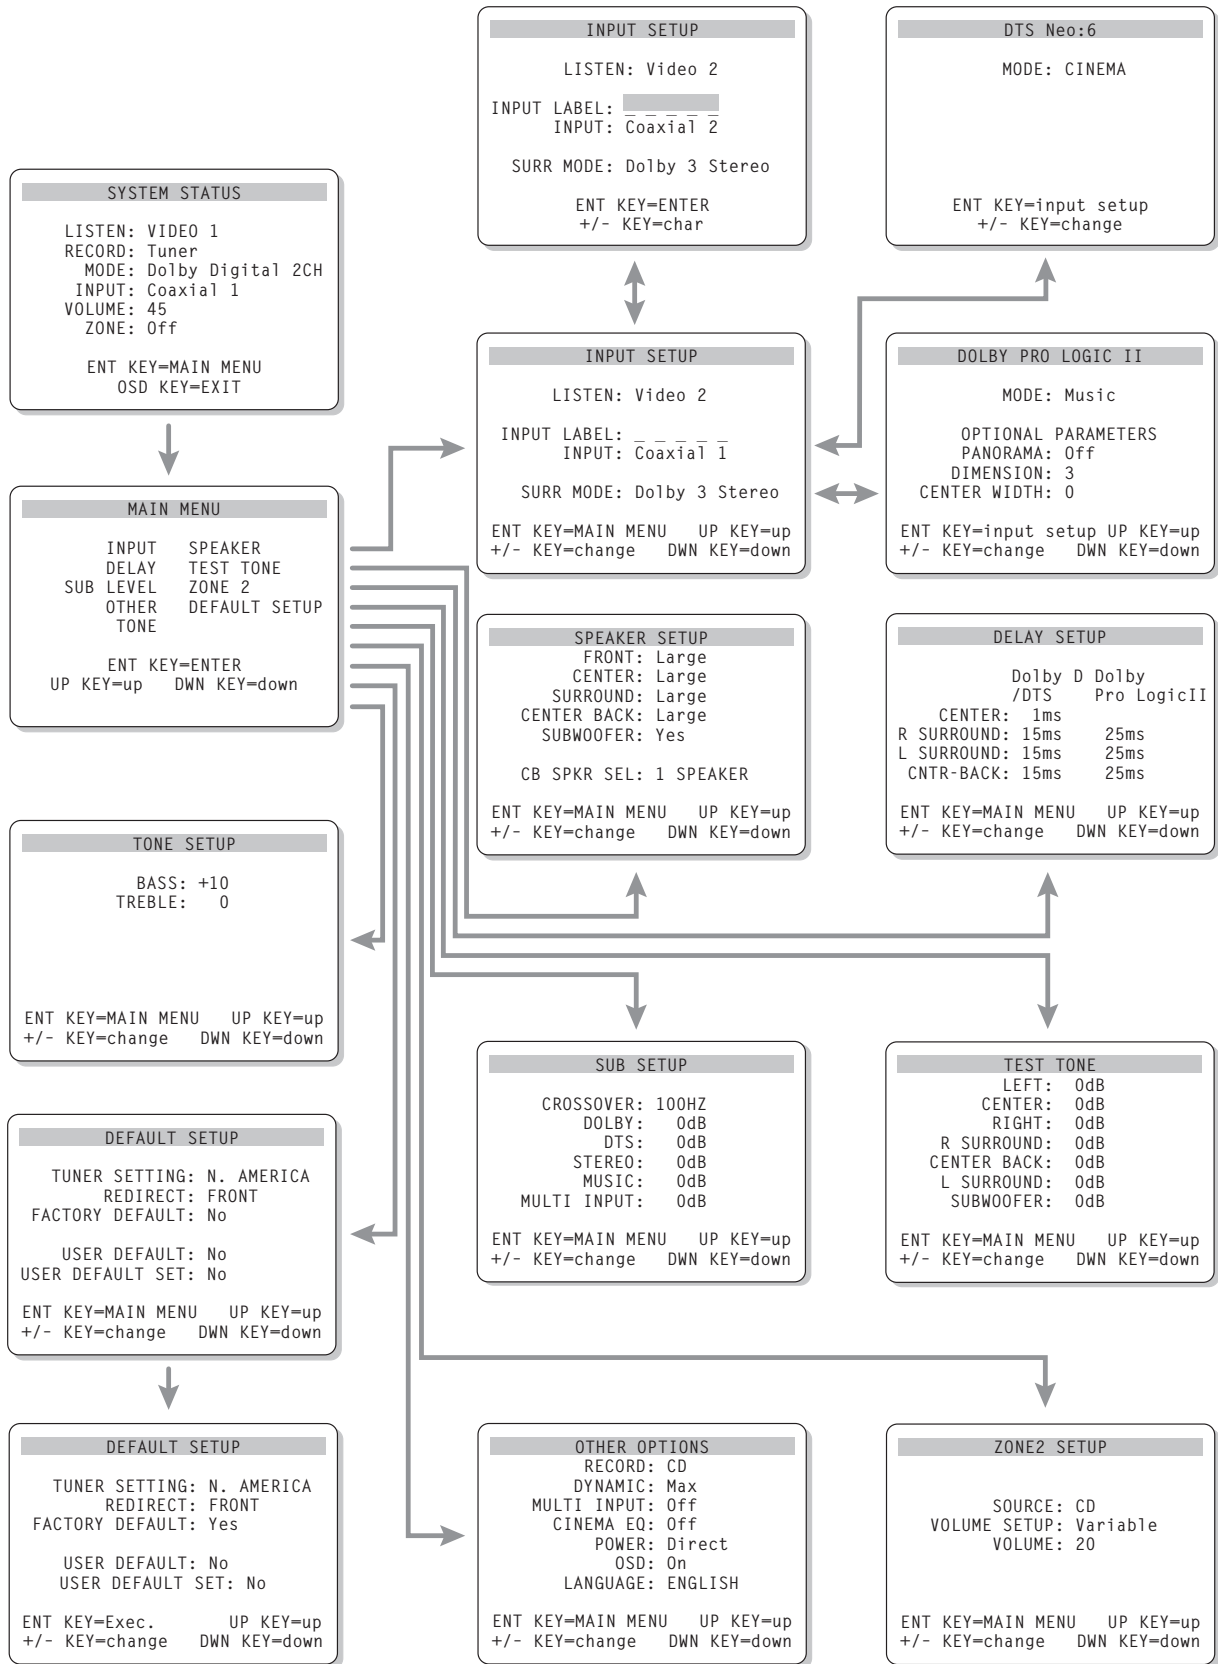 INPUT SETUP
LISTEN: Video 2
INPUT LABEL: _ _ _ _ _
INPUT: Coaxial 2
SURR MODE: Dolby 3 Stereo
ENT KEY=ENTER
+/- KEY=char
DTS Neo:6
MODE: CINEMA
ENT KEY=input setup
+/- KEY=change
SYSTEM STATUS
LISTEN: VIDEO 1
RECORD: Tuner
MODE: Dolby Digital 2CH
INPUT: Coaxial 1
VOLUME: 45
ZONE: Off
ENT KEY=MAIN MENU
OSD KEY=EXIT
INPUT SETUP
LISTEN: Video 2
INPUT LABEL: _ _ _ _ _
INPUT: Coaxial 1
SURR MODE: Dolby 3 Stereo
ENT KEY=MAIN MENU UP KEY=up
+/- KEY=change DWN KEY=down
DOLBY PRO LOGIC II
MODE: Music
OPTIONAL PARAMETERS
PANORAMA: Off
DIMENSION: 3
CENTER WIDTH: 0
ENT KEY=input setup UP KEY=up
+/- KEY=change DWN KEY=down
MAIN MENU
INPUT SPEAKER
DELAY TEST TONE
SUB LEVEL ZONE 2
OTHER DEFAULT SETUP
TONE
ENT KEY=ENTER
UP KEY=up DWN KEY=down
SPEAKER SETUP
FRONT: Large
CENTER: Large
SURROUND: Large
CENTER BACK: Large
SUBWOOFER: Yes
CB SPKR SEL: 1 SPEAKER
ENT KEY=MAIN MENU UP KEY=up
+/- KEY=change DWN KEY=down
DELAY SETUP
Dolby D Dolby
/DTS Pro LogicII
CENTER: 1ms
R SURROUND: 15ms 25ms
L SURROUND: 15ms 25ms
CNTR-BACK: 15ms 25ms
ENT KEY=MAIN MENU UP KEY=up
+/- KEY=change DWN KEY=down
TONE SETUP
BASS: +10
TREBLE: 0
ENT KEY=MAIN MENU UP KEY=up
+/- KEY=change DWN KEY=down
SUB SETUP
CROSSOVER: 100HZ
DOLBY: 0dB
DTS: 0dB
STEREO: 0dB
MUSIC: 0dB
MULTI INPUT: 0dB
ENT KEY=MAIN MENU UP KEY=up
+/- KEY=change DWN KEY=down
TEST TONE
LEFT: 0dB
CENTER: 0dB
RIGHT: 0dB
R SURROUND: 0dB
CENTER BACK: 0dB
L SURROUND: 0dB
SUBWOOFER: 0dB
ENT KEY=MAIN MENU UP KEY=up
+/- KEY=change DWN KEY=down
DEFAULT SETUP
TUNER SETTING: N. AMERICA
REDIRECT: FRONT
FACTORY DEFAULT: No
USER DEFAULT: No
USER DEFAULT SET: No
ENT KEY=MAIN MENU UP KEY=up
+/- KEY=change DWN KEY=down
DEFAULT SETUP
TUNER SETTING: N. AMERICA
REDIRECT: FRONT
FACTORY DEFAULT: Yes
USER DEFAULT: No
USER DEFAULT SET: No
ENT KEY=Exec. UP KEY=up
+/- KEY=change DWN KEY=down
OTHER OPTIONS
RECORD: CD
DYNAMIC: Max
MULTI INPUT: Off
CINEMA EQ: Off
POWER: Direct
OSD: On
LANGUAGE: ENGLISH
ENT KEY=MAIN MENU UP KEY=up
+/- KEY=change DWN KEY=down
ZONE2 SETUP
SOURCE: CD
VOLUME SETUP: Variable
VOLUME: 20
ENT KEY=MAIN MENU UP KEY=up
+/- KEY=change DWN KEY=down